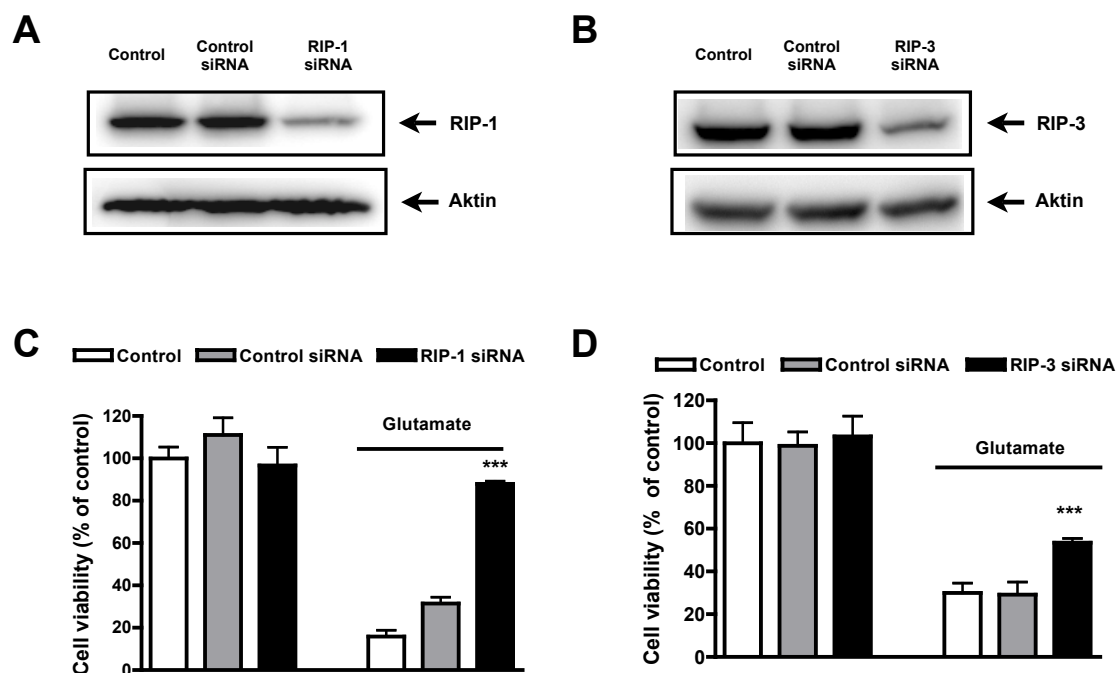 A
Control
Control
siRNA
RIP-1
siRNA
RIP-1
Aktin
B
Control
Control
siRNA
RIP-3
siRNA
RIP-3
Aktin
C
Control Control siRNA RIP-1 siRNA
Cell viability (% of control)
120
100
80
60
40
20
0
Glutamate
***
D
Control Control siRNA RIP-3 siRNA
Cell viability (% of control)
120
100
80
60
40
20
0
Glutamate
***